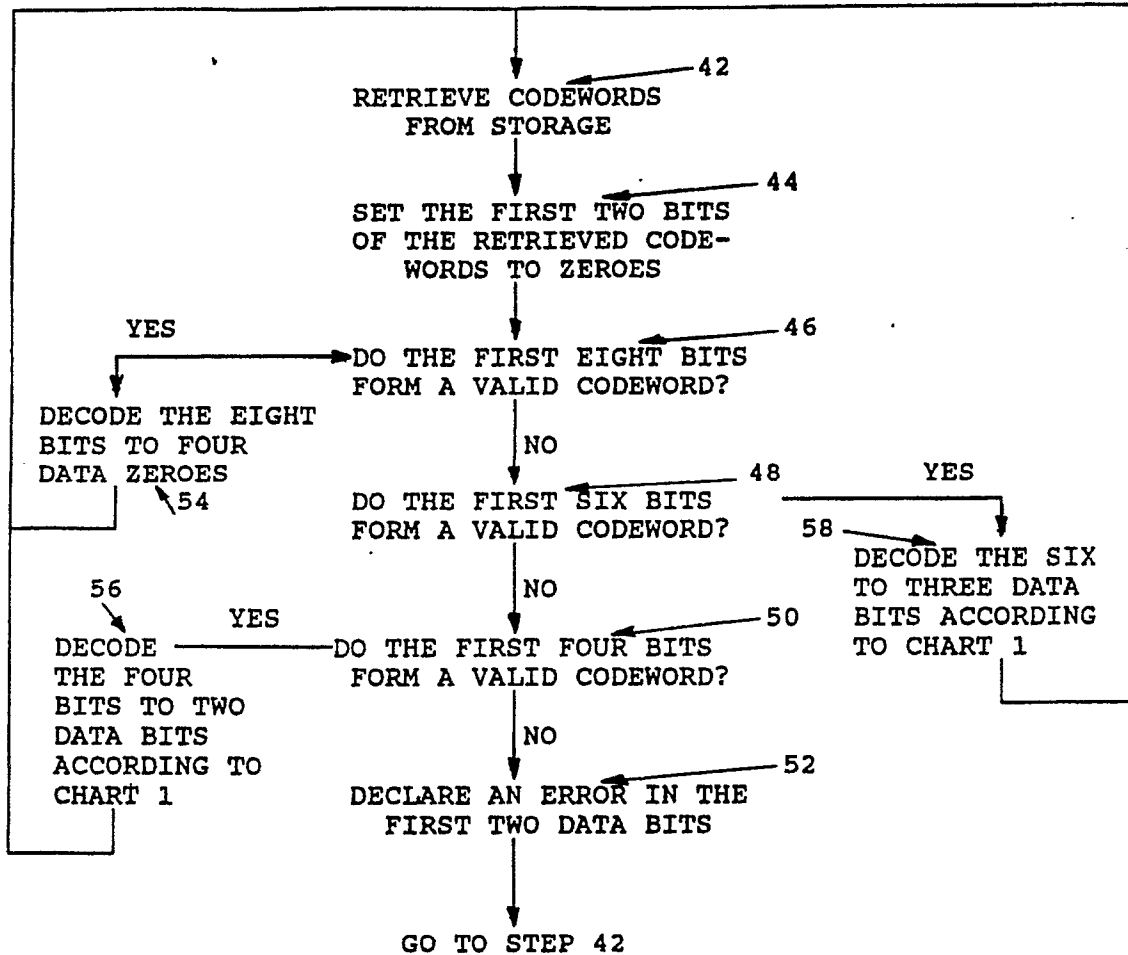 42
RETRIEVE CODEWORDS
FROM STORAGE
44
SET THE FIRST TWO BITS
OF THE RETRIEVED CODE-
WORDS TO ZEROES
YES
46
DO THE FIRST EIGHT BITS
FORM A VALID CODEWORD?
DECODE THE EIGHT
BITS TO FOUR
DATA ZEROES
54
NO
48
YES
DO THE FIRST SIX BITS
FORM A VALID CODEWORD?
58
DECODE THE SIX
TO THREE DATA
BITS ACCORDING
TO CHART 1
NO
56
YES
50
DECODE
THE FOUR
BITS TO TWO
DATA BITS
ACCORDING TO
CHART 1
DO THE FIRST FOUR BITS
FORM A VALID CODEWORD?
NO
52
DECLARE AN ERROR IN THE
FIRST TWO DATA BITS
GO TO STEP 42